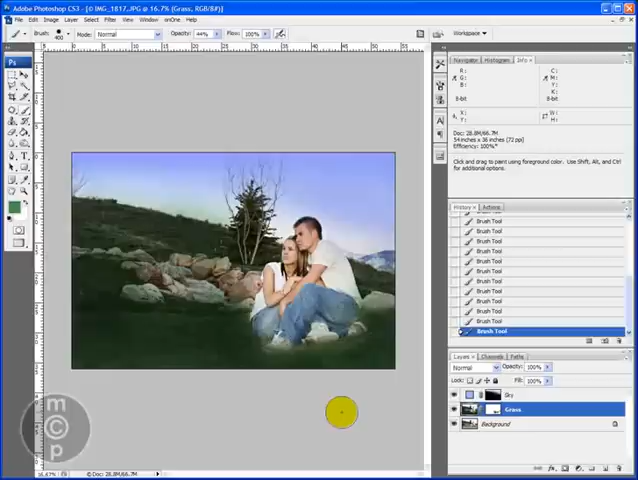 Adobe Photoshop CS3 - [© IMG_1817.JPG @ 16.7% (Grass, RGB/8#)]
File Edit Image Layer Select Filter View Window onOne Help
Brush: 400 Mode: Normal Opacity: 44% Flow: 100% Workspace
Ps
Navigator Histogram Info
R: C:
G: M:
B: Y:
K:
8-bit 8-bit
X: W:
Y: H:
Doc: 28.8M/66.7M
54 inches x 36 inches (72 ppi)
Efficiency: 100%*
Click and drag to paint using foreground color. Use Shift, Alt, and Ctrl for additional options.
History Actions
Brush Tool
Brush Tool
Brush Tool
Brush Tool
Brush Tool
Brush Tool
Brush Tool
Brush Tool
Brush Tool
Brush Tool
Brush Tool
Brush Tool
Layers Channels Paths
Normal Opacity: 100%
Lock: Fill: 100%
Sky
Grass
Background
m
c
p
16.67% Doc: 28.8M/66.7M